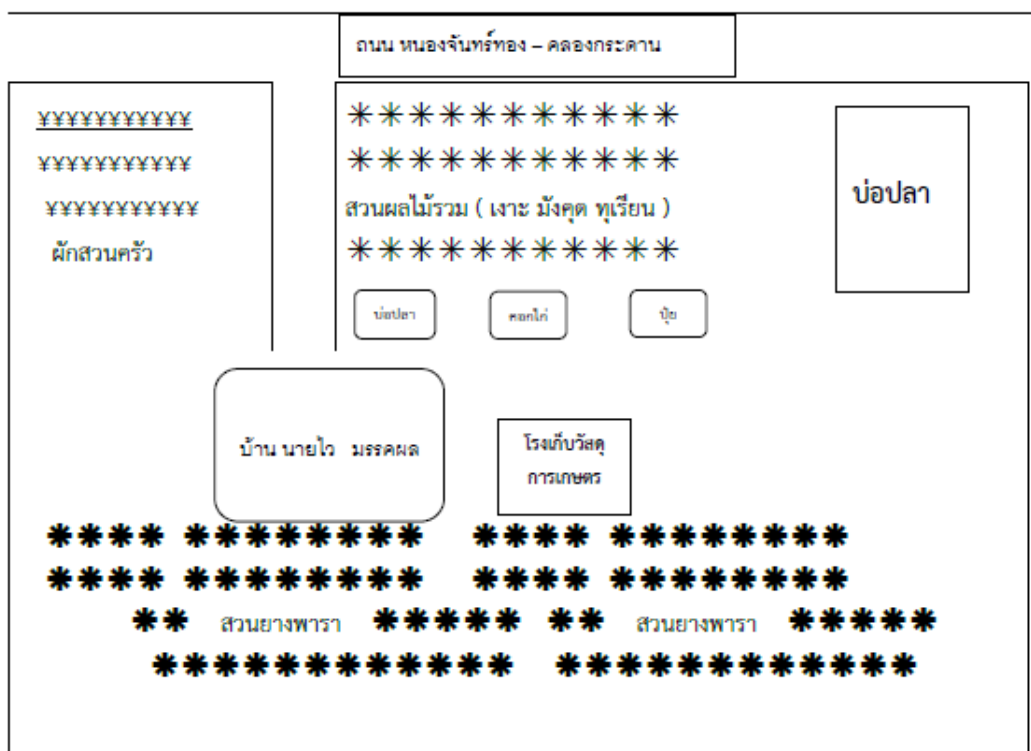 ถนน หนองจันทร์ทอง – คลองกระดาน
¥¥¥¥¥¥¥¥¥¥¥
¥¥¥¥¥¥¥¥¥¥¥
¥¥¥¥¥¥¥¥¥¥¥
ผักสวนครัว
สวนผลไม้รวม ( เงาะ มังคุด ทุเรียน )
บ่อปลา
บ่อปลา
คอกไก่
ปุ๋ย
บ้าน นายไว มรรคผล
โรงเก็บวัสดุ
การเกษตร
สวนยางพารา
สวนยางพารา